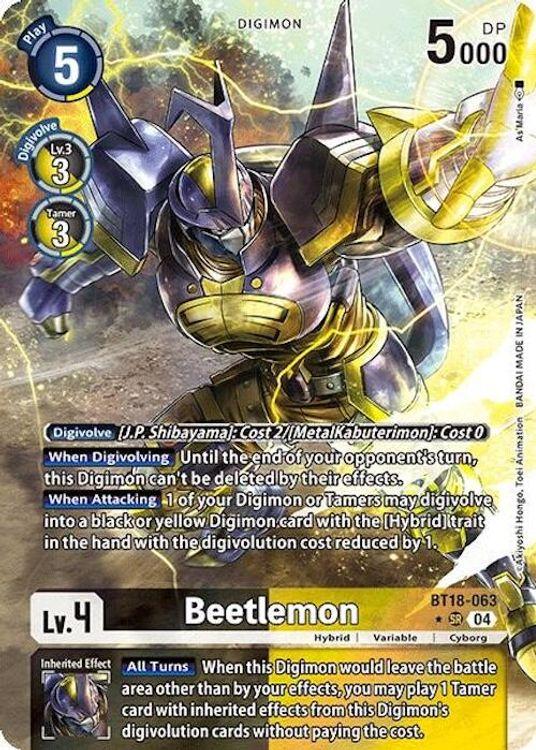 DIGIMON
Play
5
DP
5000
Digivolve
Lv.3
3
Tamer
3
As'Maria
Digivolve [J.P. Shibayama]: Cost 2/[MetalKabuterimon]: Cost 0
When Digivolving Until the end of your opponent's turn,
this Digimon can't be deleted by their effects.
When Attacking 1 of your Digimon or Tamers may digivolve
into a black or yellow Digimon card with the [Hybrid]trait
in the hand with the digivolution cost reduced by 1.
©Akiyoshi Hongo, Toei Animation BANDAI MADE IN JAPAN
Lv.4
Beetlemon
BT18-063
SR 04
Hybrid | Variable | Cyborg
Inherited Effect
All Turns When this Digimon would leave the battle
area other than by your effects, you may play 1 Tamer
card with inherited effects from this Digimon's
digivolution cards without paying the cost.